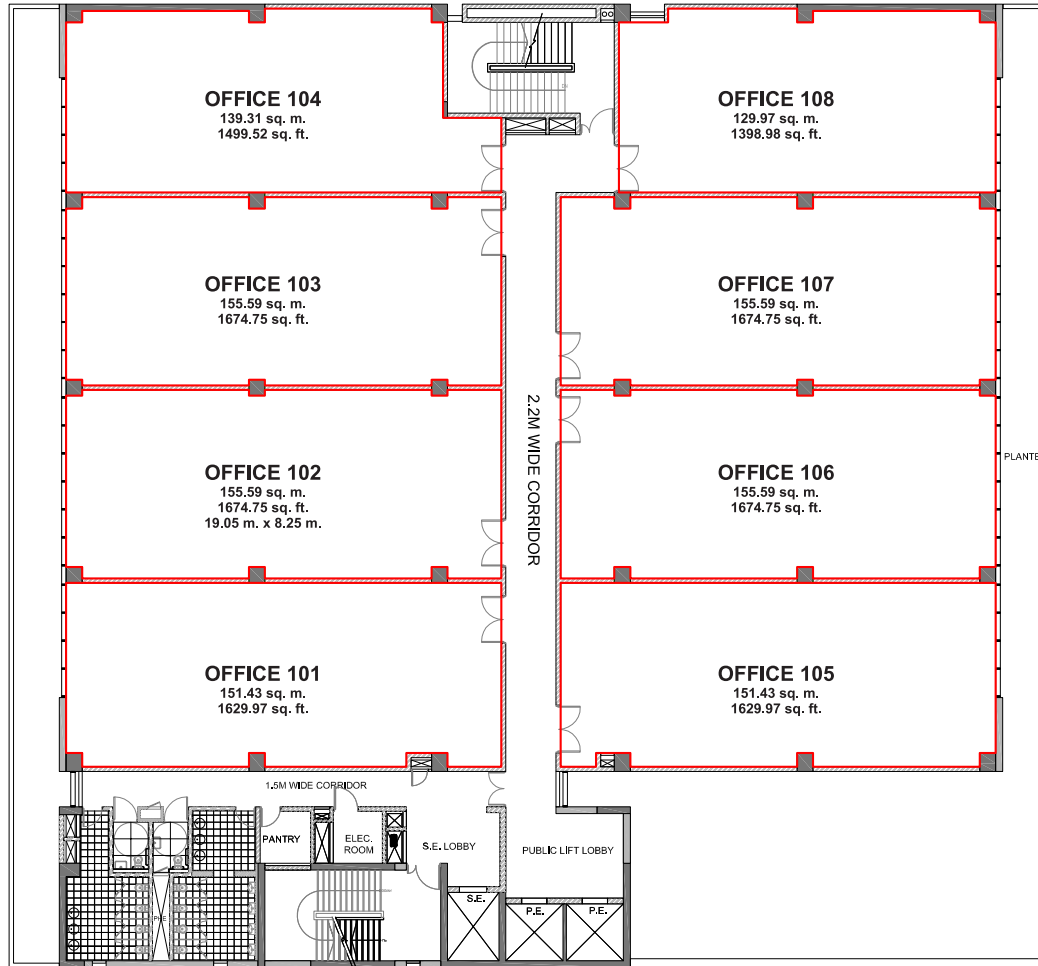 OFFICE 104
139.31 sq. m.
1499.52 sq. ft.
OFFICE 108
129.97 sq. m.
1398.98 sq. ft.
OFFICE 103
155.59 sq. m.
1674.75 sq. ft.
OFFICE 107
155.59 sq. m.
1674.75 sq. ft.
2.2M WIDE CORRIDOR
OFFICE 102
155.59 sq. m.
1674.75 sq. ft.
19.05 m. x 8.25 m.
OFFICE 106
155.59 sq. m.
1674.75 sq. ft.
PLANTE
OFFICE 101
151.43 sq. m.
1629.97 sq. ft.
OFFICE 105
151.43 sq. m.
1629.97 sq. ft.
1.5M WIDE CORRIDOR
PANTRY
ELEC.
ROOM
S.E. LOBBY
PUBLIC LIFT LOBBY
S.E.
P.E.
P.E.